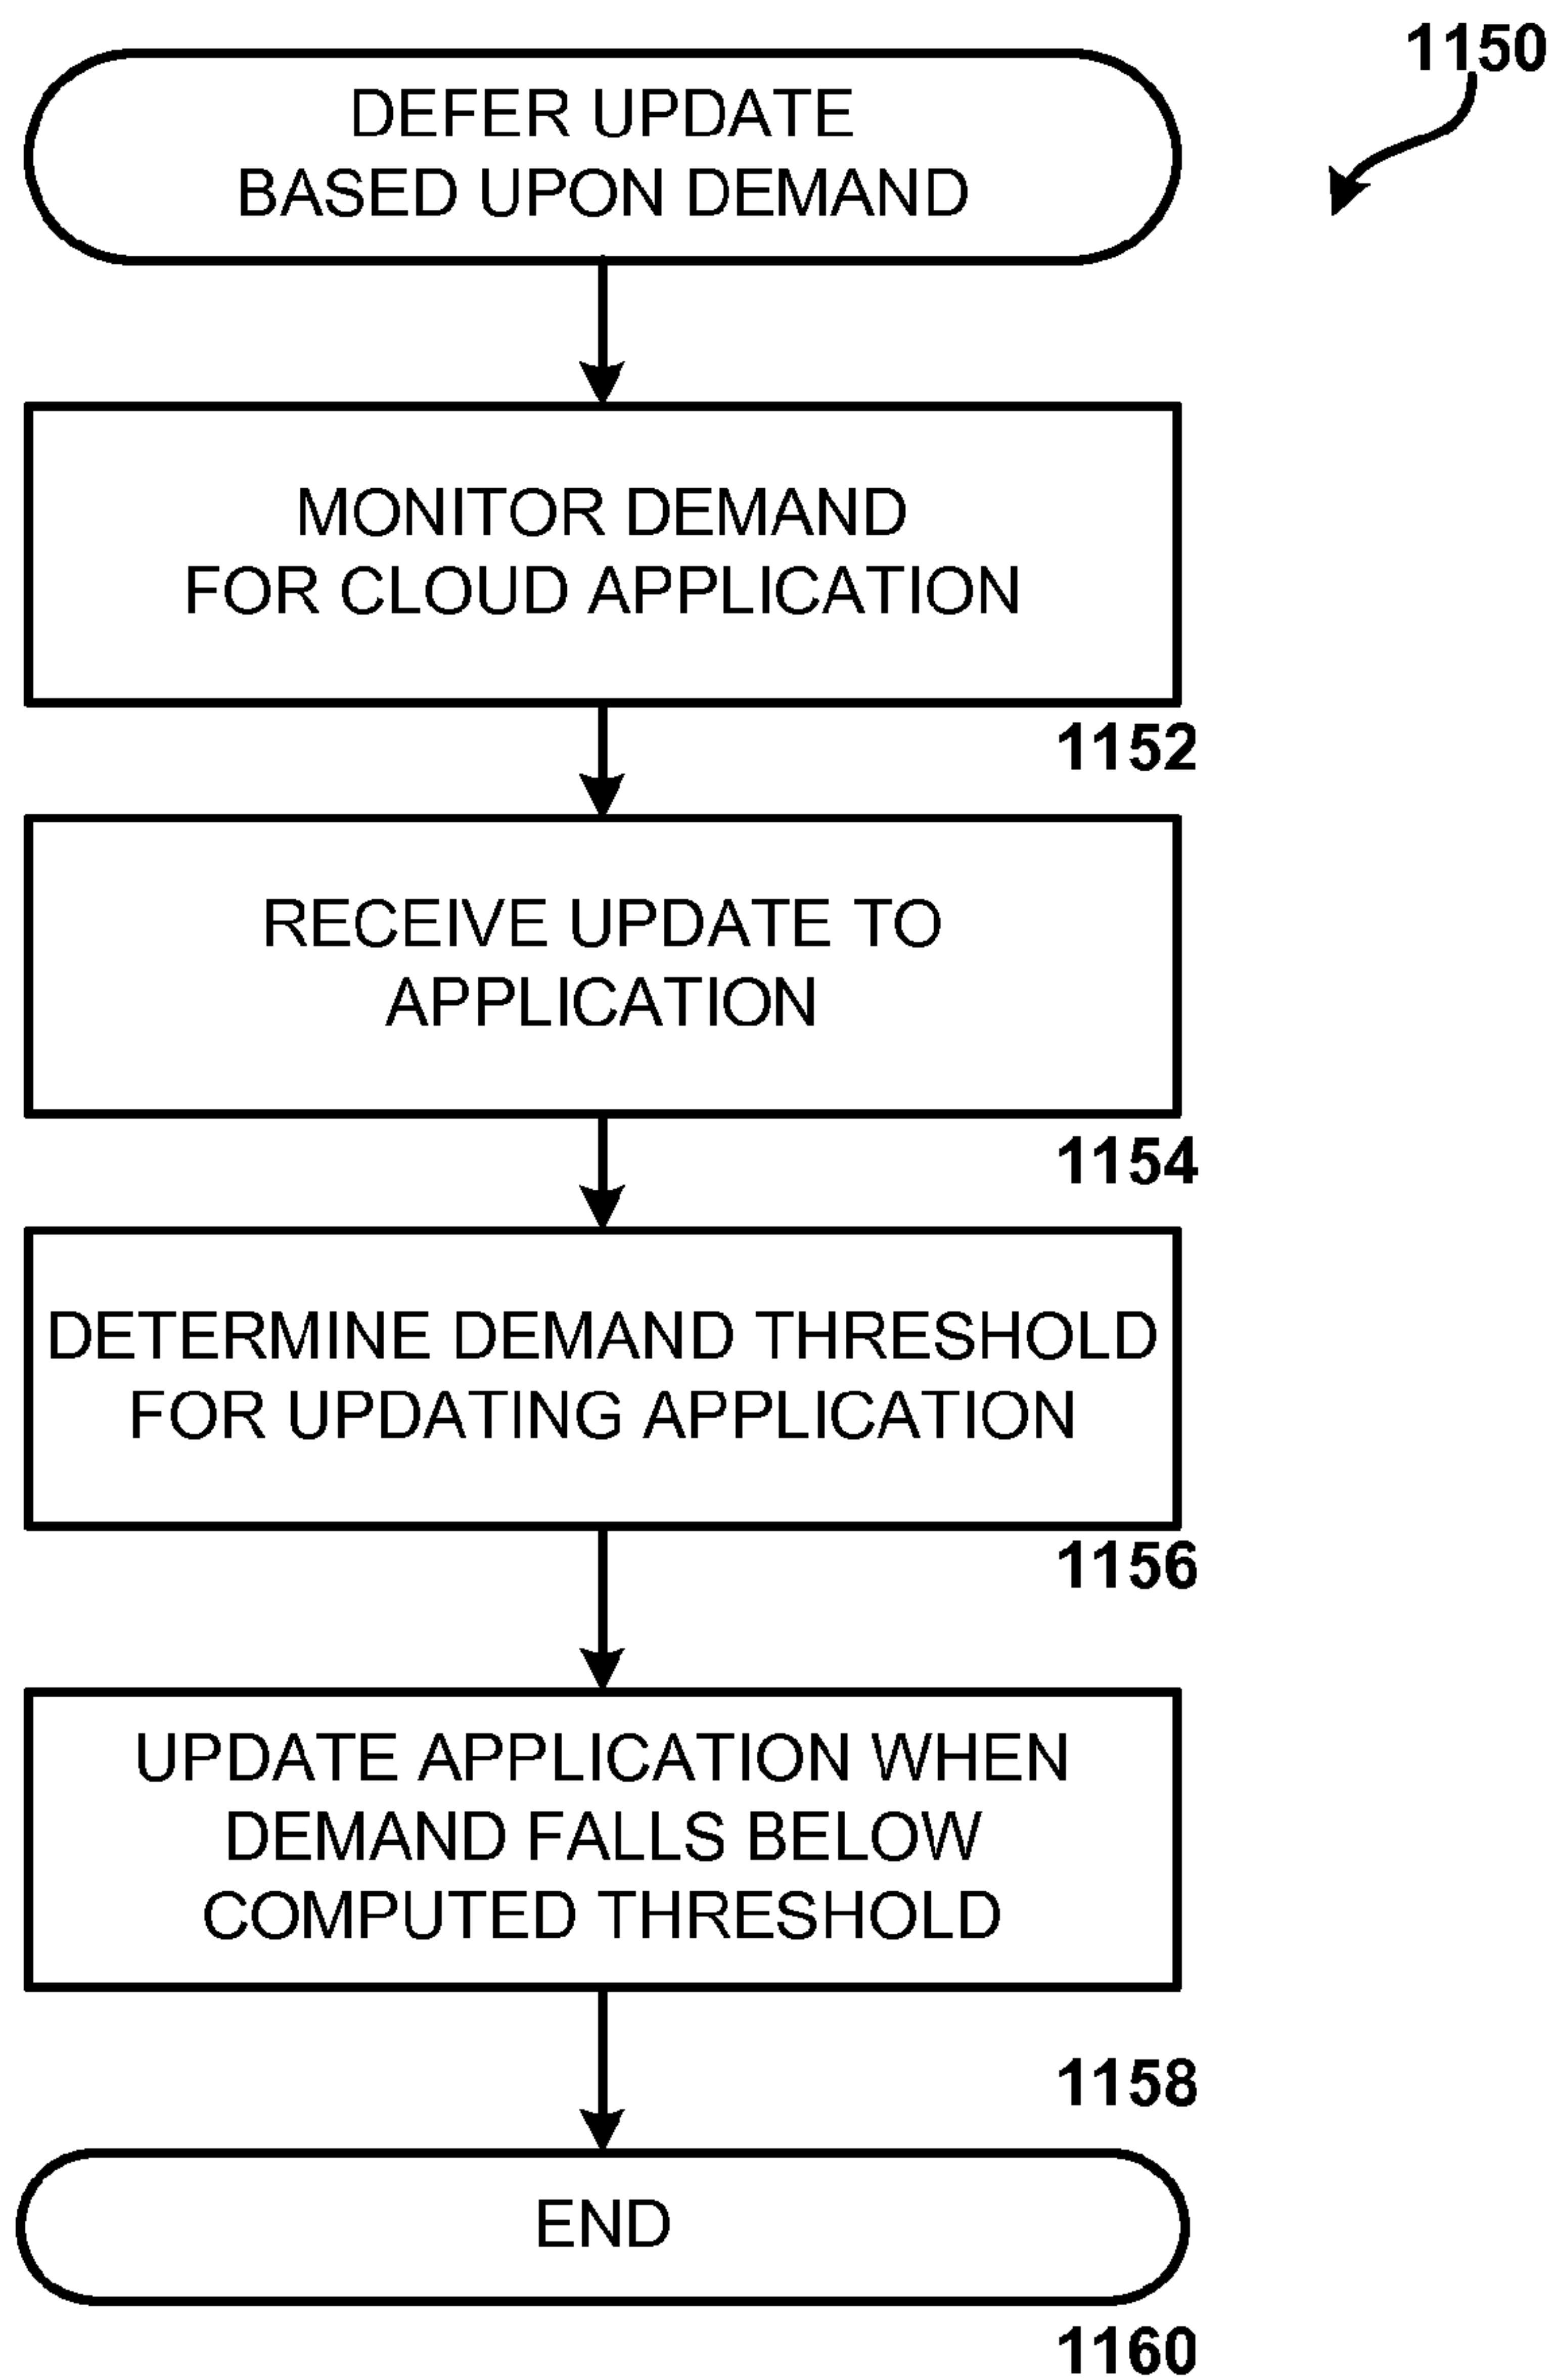 1150
DEFER UPDATE
BASED UPON DEMAND
MONITOR DEMAND
FOR CLOUD APPLICATION
1152
RECEIVE UPDATE TO
APPLICATION
1154
DETERMINE DEMAND THRESHOLD
FOR UPDATING APPLICATION
1156
UPDATE APPLICATION WHEN
DEMAND FALLS BELOW
COMPUTED THRESHOLD
1158
END
1160